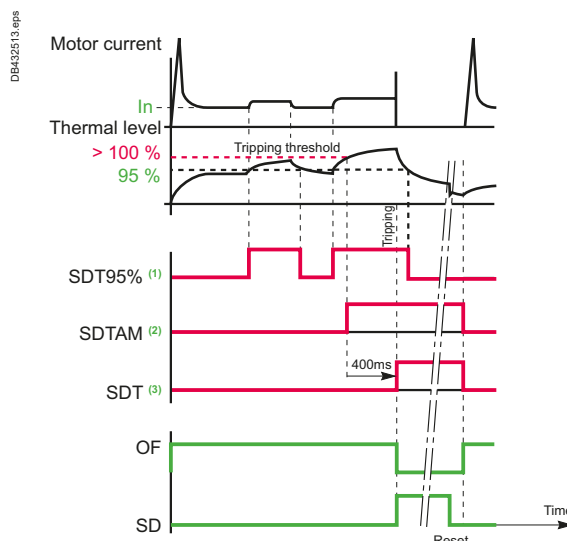 DB432513.eps
Motor current
In
Thermal level
> 100 %
Tripping threshold
95 %
Tripping
SDT95% (1)
SDTAM (2)
400ms
SDT (3)
OF
SD
Time
Reset